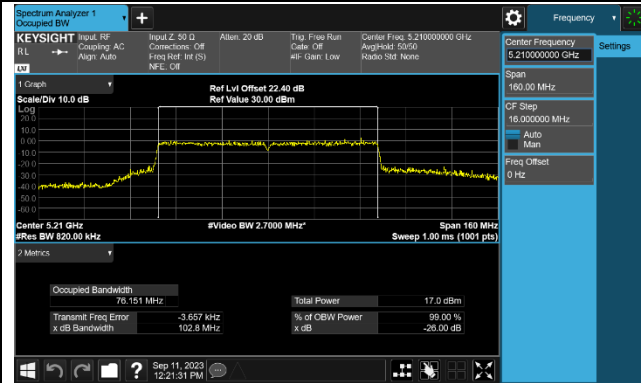 Spectrum Analyzer 1
Occupied BW
Frequency
KEYSIGHT
RL
LXI
Input: RF
Coupling: AC
Align: Auto
Input Z: 50 Ω
Corrections: Off
Freq Ref: Int (S)
NFE: Off
Atten: 20 dB
Trig: Free Run
Gate: Off
#IF Gain: Low
Center Freq: 5.210000000 GHz
Avg|Hold: 50/50
Radio Std: None
Center Frequency
5.210000000 GHz
Settings
Span
160.00 MHz
CF Step
16.000000 MHz
Auto
Man
Freq Offset
0 Hz
1 Graph
Scale/Div 10.0 dB
Ref Lvl Offset 22.40 dB
Ref Value 30.00 dBm
Log
20.0
10.0
0.00
-10.0
-20.0
-30.0
-40.0
-50.0
-60.0
Center 5.21 GHz
#Res BW 820.00 kHz
#Video BW 2.7000 MHz*
Span 160 MHz
Sweep 1.00 ms (1001 pts)
2 Metrics
Occupied Bandwidth
76.151 MHz
Total Power
17.0 dBm
Transmit Freq Error
-3.657 kHz
% of OBW Power
99.00 %
x dB Bandwidth
102.8 MHz
x dB
-26.00 dB
?
Sep 11, 2023
12:21:31 PM